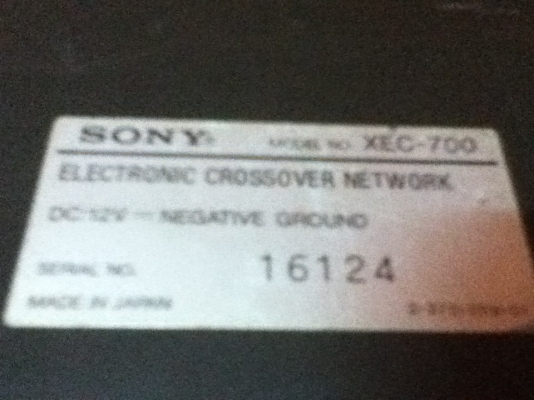 SONY® MODEL NO. XEC-700
ELECTRONIC CROSSOVER NETWORK
DC 12V — NEGATIVE GROUND
SERIAL NO. 16124
MADE IN JAPAN